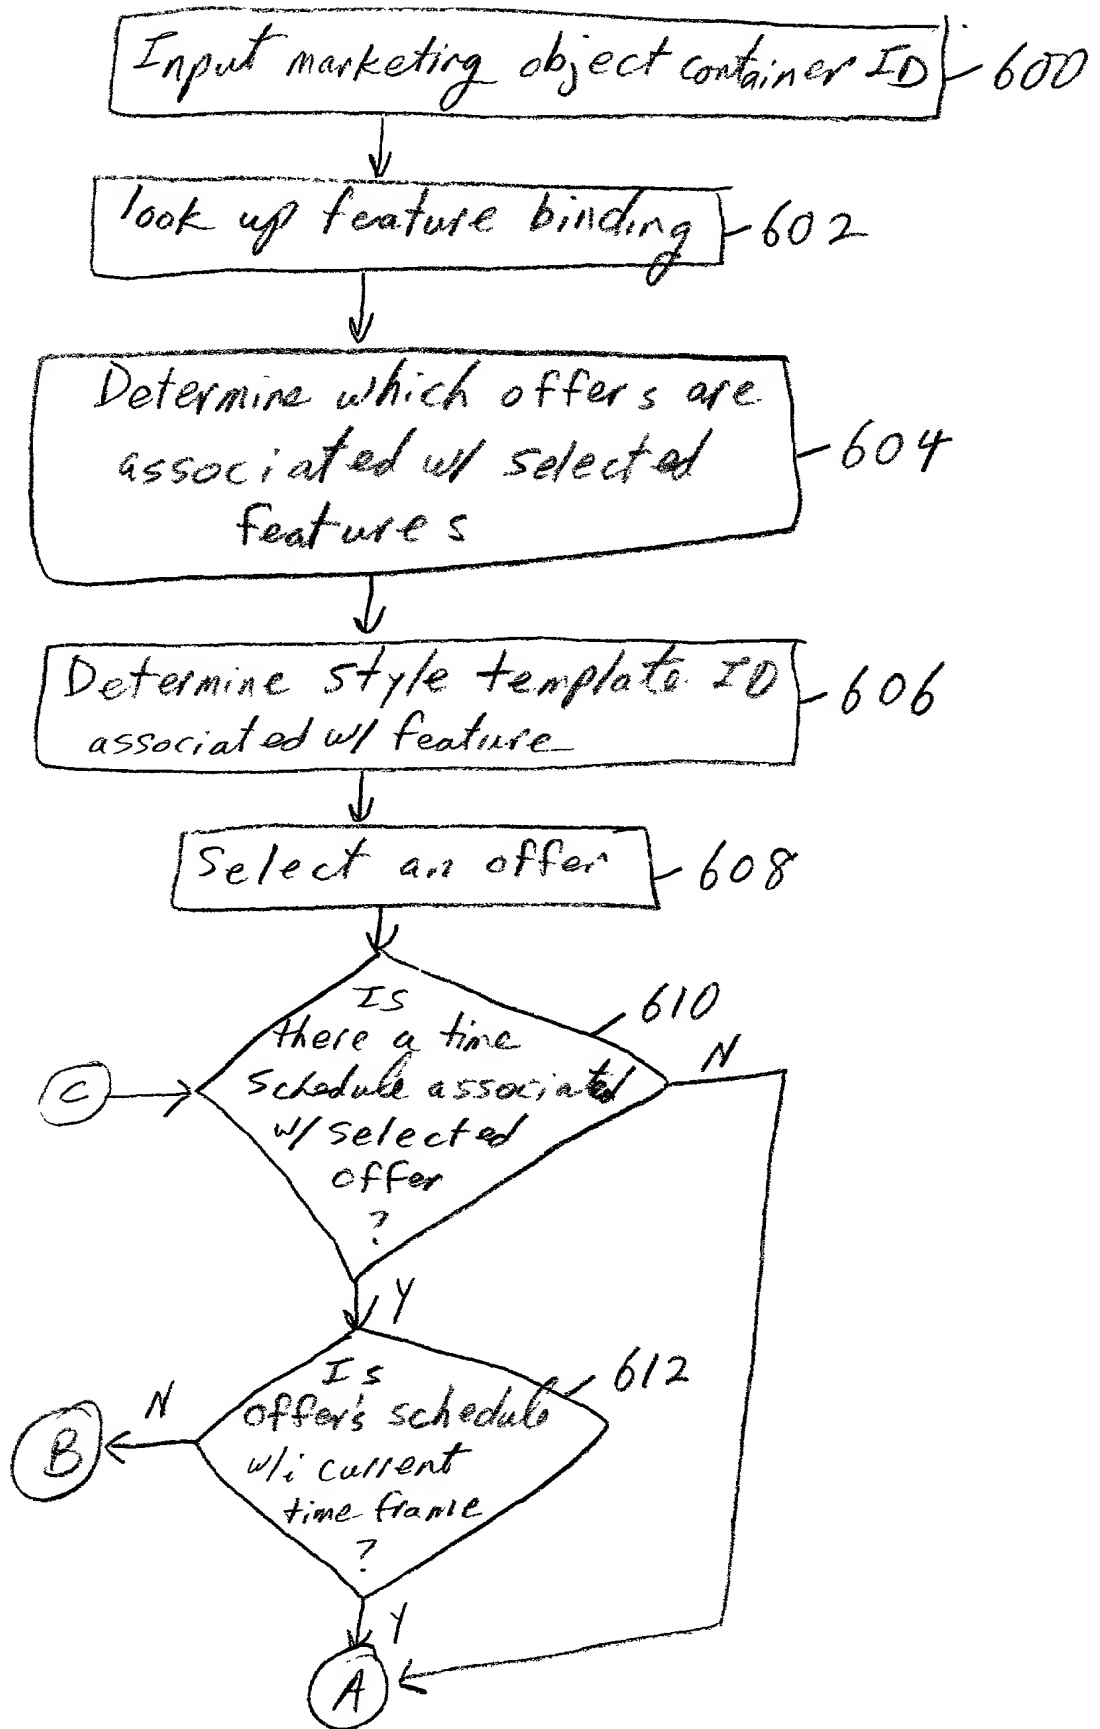 Input marketing object container ID 600
look up feature binding 602
Determine which offers are
associated w/ selected 604
features
Determine style template ID 606
associated w/ feature
Select an offer 608
Is 610
there a time
N
schedule associated
C
w/ selected
offer
?
Y
Is 612
N
offer's schedule
B
w/i current
time frame
?
Y
A